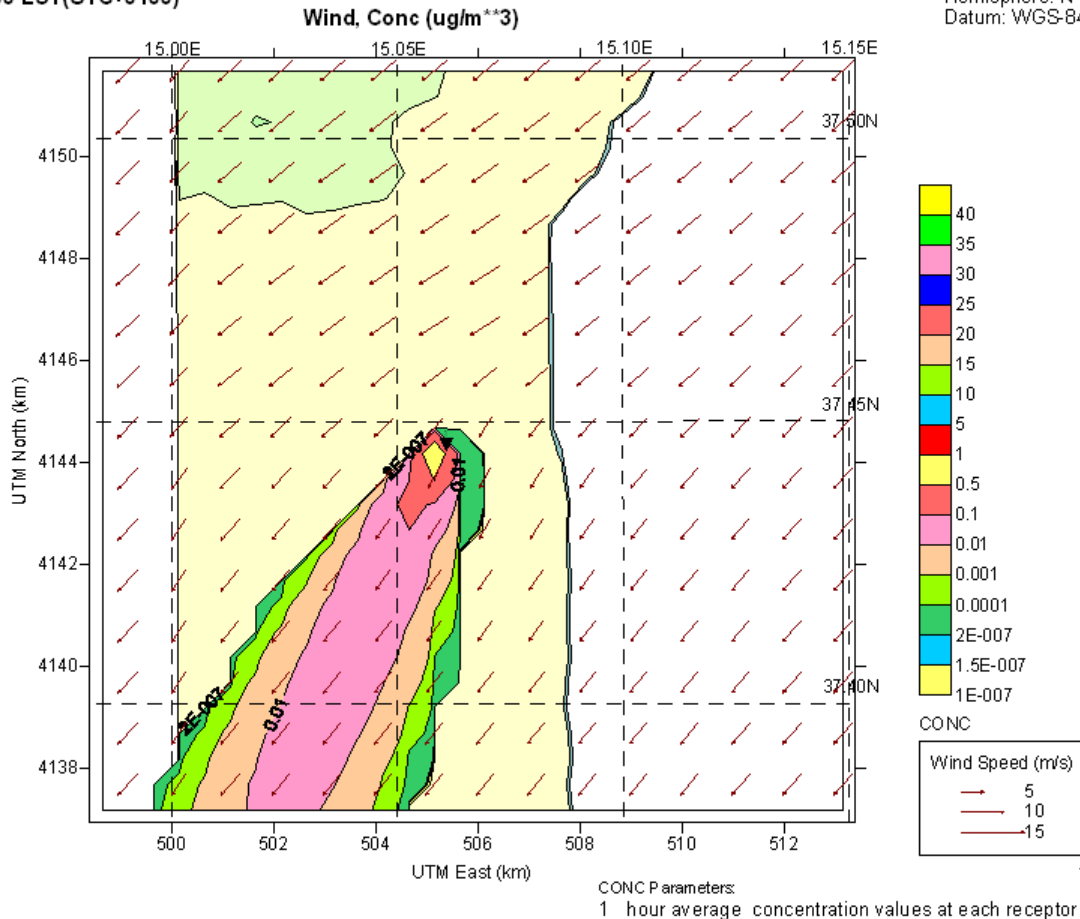 Wind, Conc (ug/m**3)
Datum: WGS-84
15.00E 15.05E 15.10E 15.15E
37.50N
4150
4148
4146
37.45N
4144
4142
4140
37.40N
4138
UTM North (km)
2E-007
0.01
2E-007
0.01
500 502 504 506 508 510 512
UTM East (km)
40
35
30
25
20
15
10
5
1
0.5
0.1
0.01
0.001
0.0001
2E-007
1.5E-007
1E-007
CONC
Wind Speed (m/s)
5
10
15
CONC Parameters:
1 hour average concentration values at each receptor